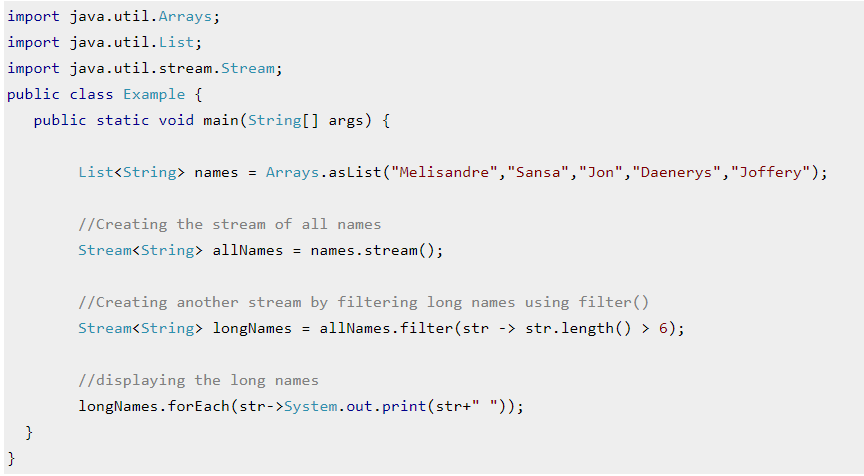 import java.util.Arrays;
import java.util.List;
import java.util.stream.Stream;
public class Example {
public static void main(String[] args) {
List<String> names = Arrays.asList("Melisandre","Sansa","Jon","Daenerys","Joffery");
//Creating the stream of all names
Stream<String> allNames = names.stream();
//Creating another stream by filtering long names using filter()
Stream<String> longNames = allNames.filter(str -> str.length() > 6);
//displaying the long names
longNames.forEach(str->System.out.print(str+" "));
}
}